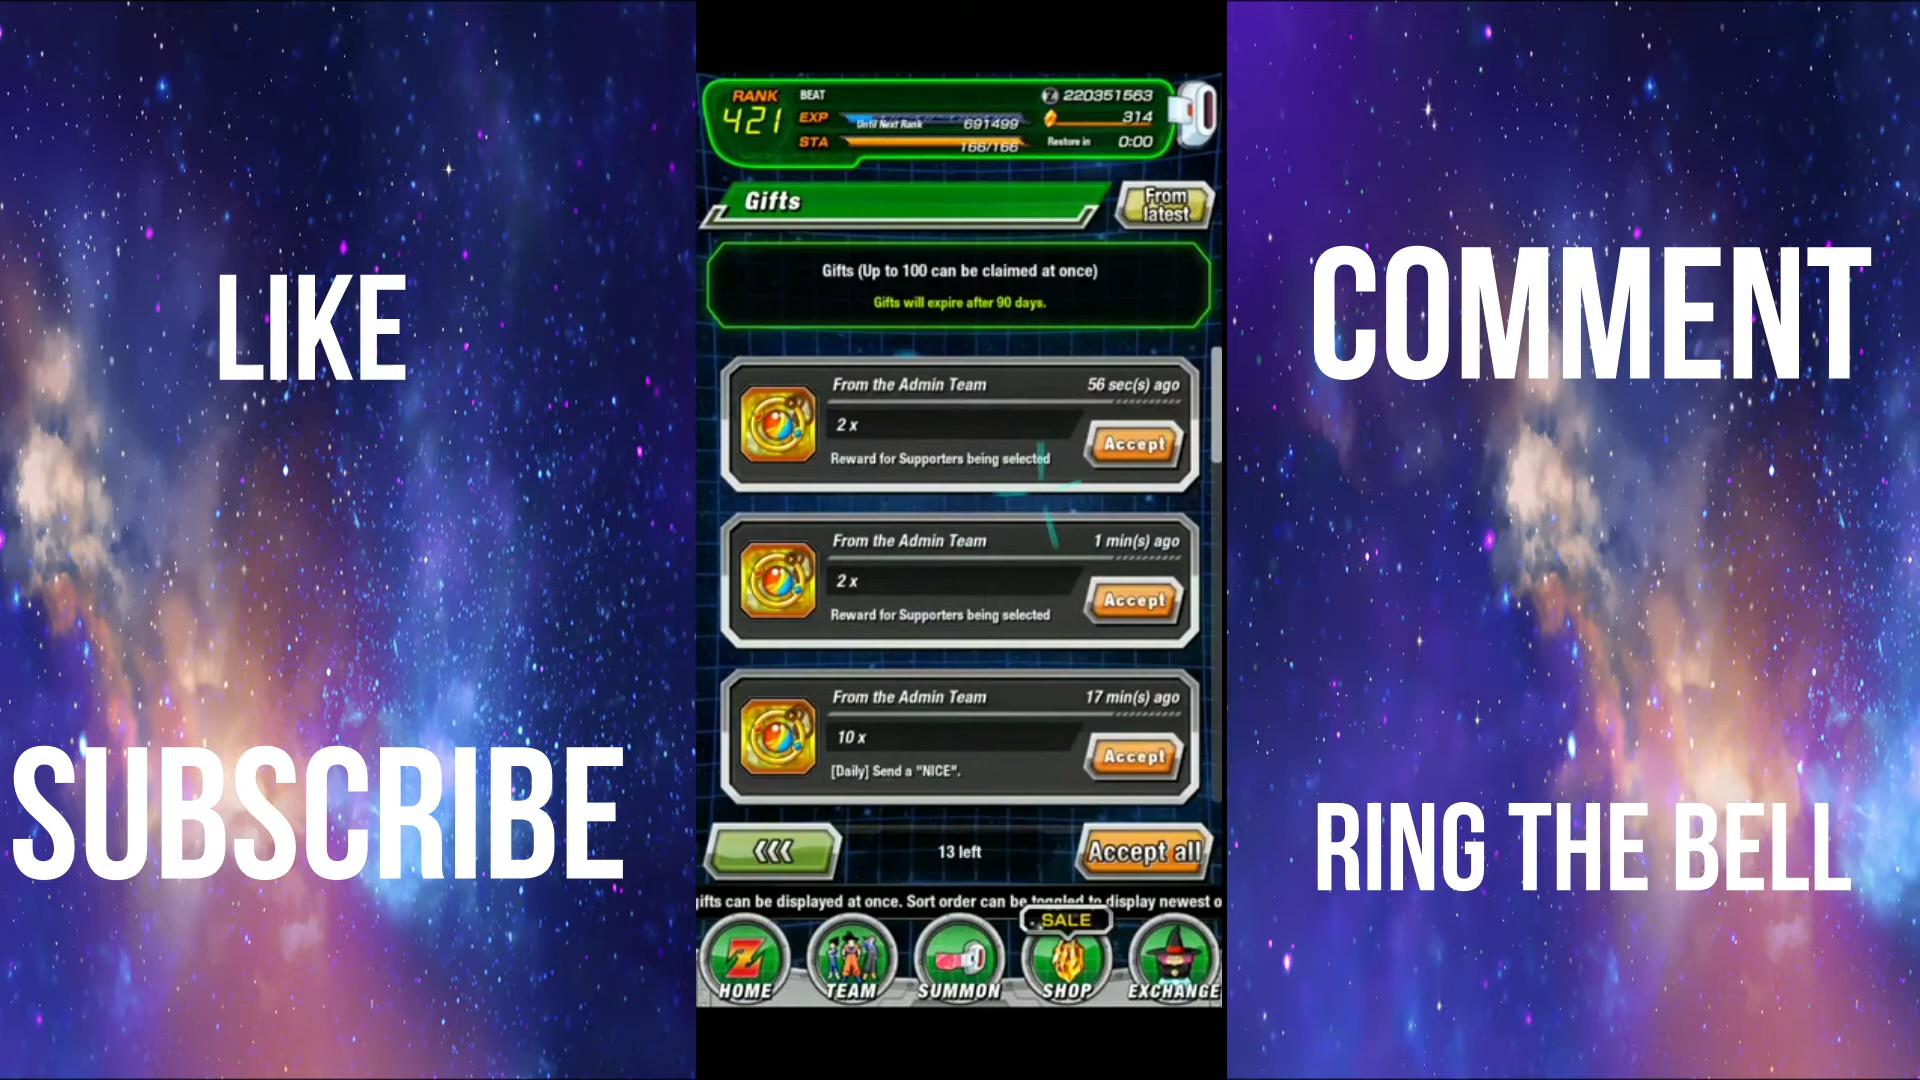 LIKE
SUBSCRIBE
RANK
421
BEAT
EXP
Until Next Rank
691499
STA
166/166
220351563
314
Restore in
0:00
Gifts
From
latest
Gifts (Up to 100 can be claimed at once)
Gifts will expire after 90 days.
From the Admin Team
56 sec(s) ago
2 x
Accept
Reward for Supporters being selected
From the Admin Team
1 min(s) ago
2 x
Accept
Reward for Supporters being selected
From the Admin Team
17 min(s) ago
10 x
Accept
[Daily] Send a "NICE".
13 left
Accept all
ifts can be displayed at once. Sort order can be toggled to display newest o
SALE
HOME
TEAM
SUMMON
SHOP
EXCHANGE
COMMENT
RING THE BELL